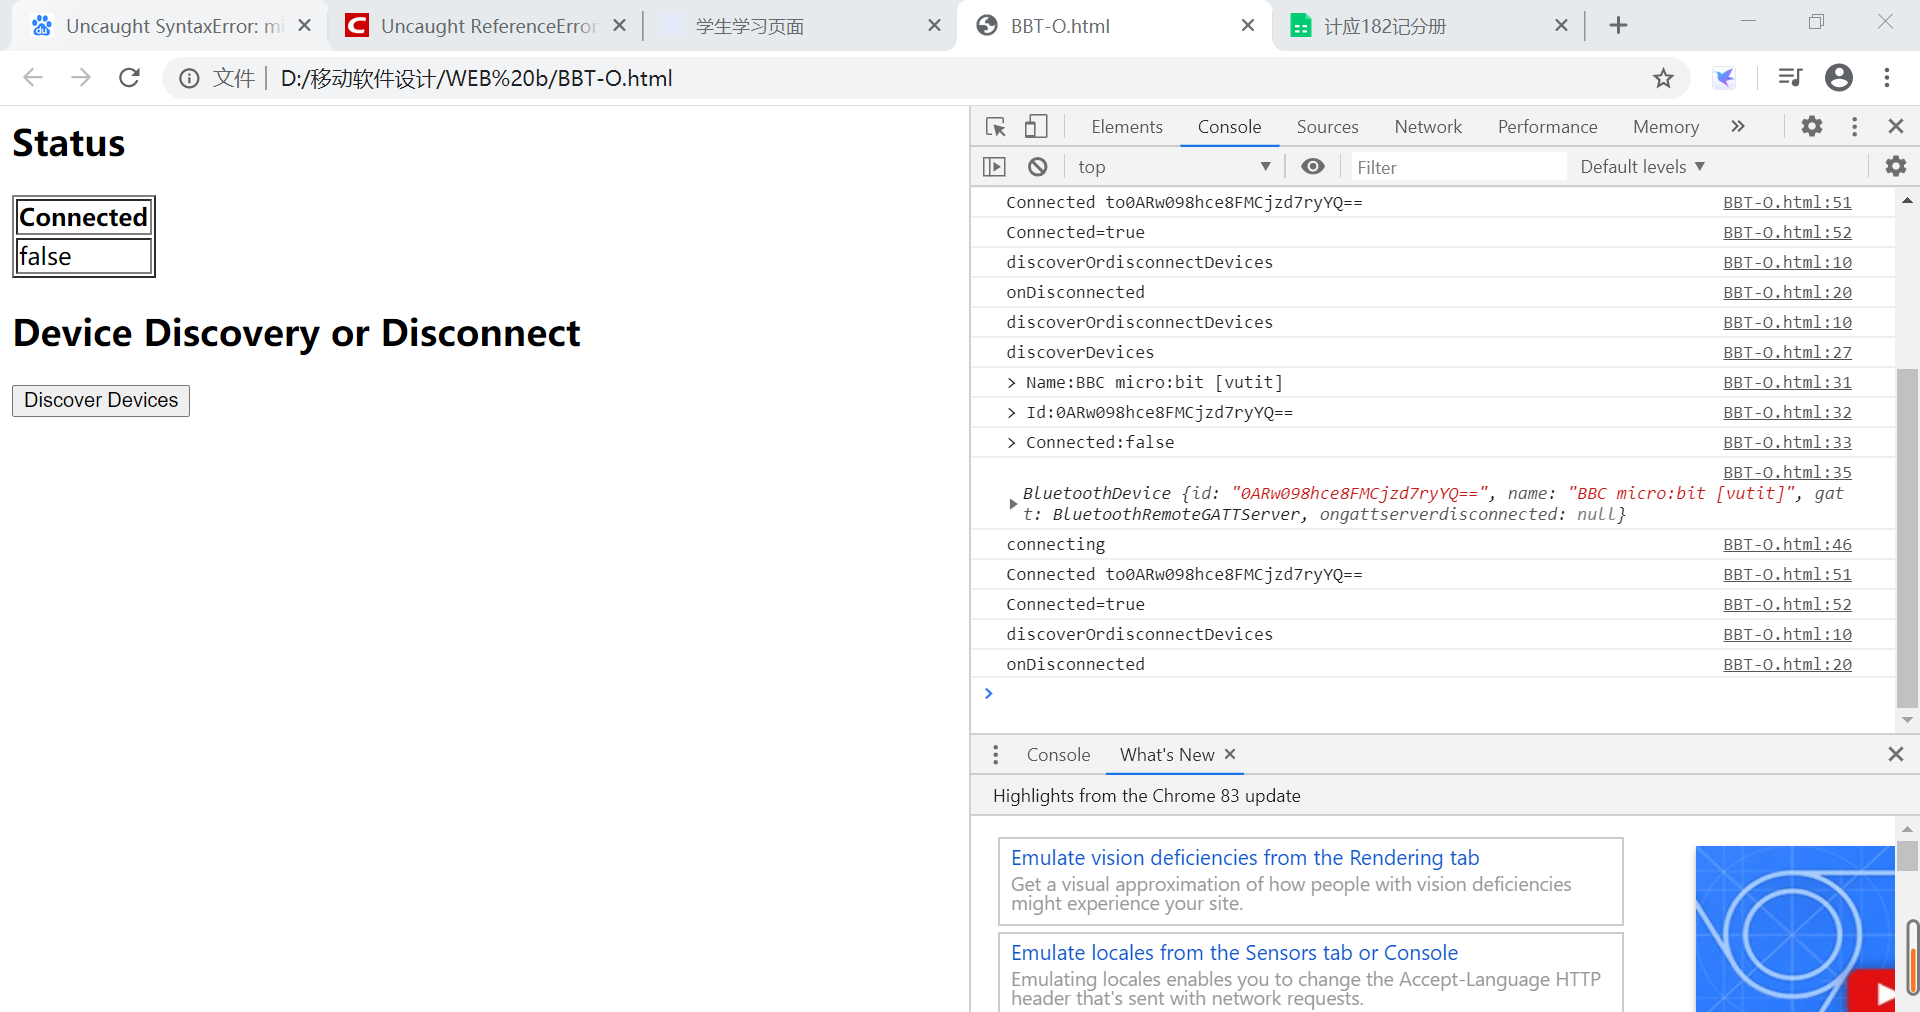 Uncaught SyntaxError: mi
Uncaught ReferenceError
学生学习页面
BBT-O.html
计应182记分册
文件
D:/移动软件设计/WEB%20b/BBT-O.html
Status
Connected
false
Device Discovery or Disconnect
Discover Devices
Elements Console Sources Network Performance Memory
top Filter Default levels
Connected to0ARw098hce8FMCjzd7ryYQ== BBT-O.html:51
Connected=true BBT-O.html:52
discoverOrdisconnectDevices BBT-O.html:10
onDisconnected BBT-O.html:20
discoverOrdisconnectDevices BBT-O.html:10
discoverDevices BBT-O.html:27
> Name:BBC micro:bit [vutit] BBT-O.html:31
> Id:0ARw098hce8FMCjzd7ryYQ== BBT-O.html:32
> Connected:false BBT-O.html:33
BBT-O.html:35
BluetoothDevice {id: "0ARw098hce8FMCjzd7ryYQ==", name: "BBC micro:bit [vutit]", gat
t: BluetoothRemoteGATTServer, ongattserverdisconnected: null}
connecting BBT-O.html:46
Connected to0ARw098hce8FMCjzd7ryYQ== BBT-O.html:51
Connected=true BBT-O.html:52
discoverOrdisconnectDevices BBT-O.html:10
onDisconnected BBT-O.html:20
Console What's New
Highlights from the Chrome 83 update
Emulate vision deficiencies from the Rendering tab
Get a visual approximation of how people with vision deficiencies
might experience your site.
Emulate locales from the Sensors tab or Console
Emulating locales enables you to change the Accept-Language HTTP
header that's sent with network requests.